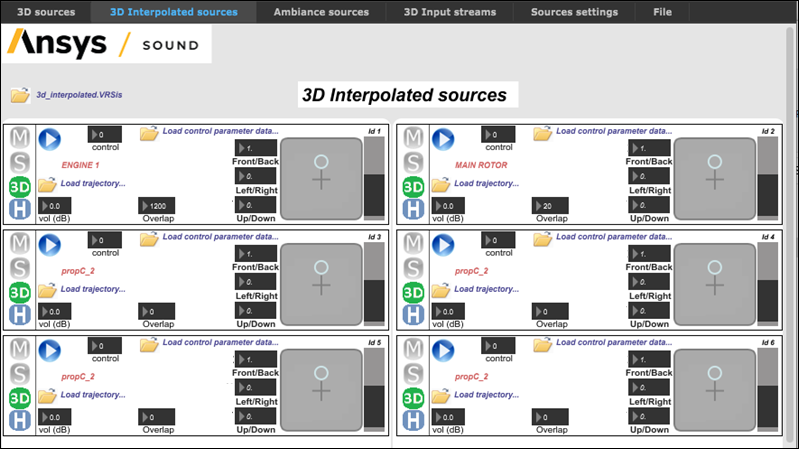 3D sources 3D Interpolated sources Ambiance sources 3D Input streams Sources settings File
Ansys / SOUND
3d_interpolated.VRSis
3D Interpolated sources
M 0 Load control parameter data... Id 1
control 1.
S ENGINE 1 Front/Back
0.
3D Load trajectory... Left/Right
H 0.0 1200 0.
vol (dB) Overlap Up/Down
M 0 Load control parameter data... Id 2
control 1.
S MAIN ROTOR Front/Back
0.
3D Load trajectory... Left/Right
H 0.0 20 0.
vol (dB) Overlap Up/Down
M 0 Load control parameter data... Id 3
control 1.
S propC_2 Front/Back
0.
3D Load trajectory... Left/Right
H 0.0 0 0.
vol (dB) Overlap Up/Down
M 0 Load control parameter data... Id 4
control 1.
S propC_2 Front/Back
0.
3D Load trajectory... Left/Right
H 0.0 0 0.
vol (dB) Overlap Up/Down
M 0 Load control parameter data... Id 5
control 1.
S propC_2 Front/Back
0.
3D Load trajectory... Left/Right
H 0.0 0 0.
vol (dB) Overlap Up/Down
M 0 Load control parameter data... Id 6
control 1.
S propC_2 Front/Back
0.
3D Load trajectory... Left/Right
H 0.0 0 0.
vol (dB) Overlap Up/Down